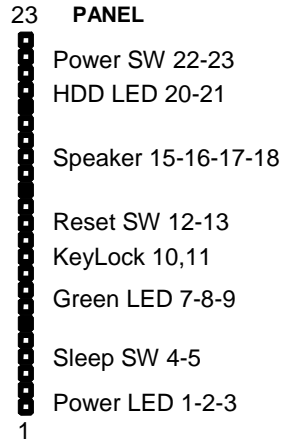 23 PANEL
Power SW 22-23
HDD LED 20-21
Speaker 15-16-17-18
Reset SW 12-13
KeyLock 10,11
Green LED 7-8-9
Sleep SW 4-5
Power LED 1-2-3
1